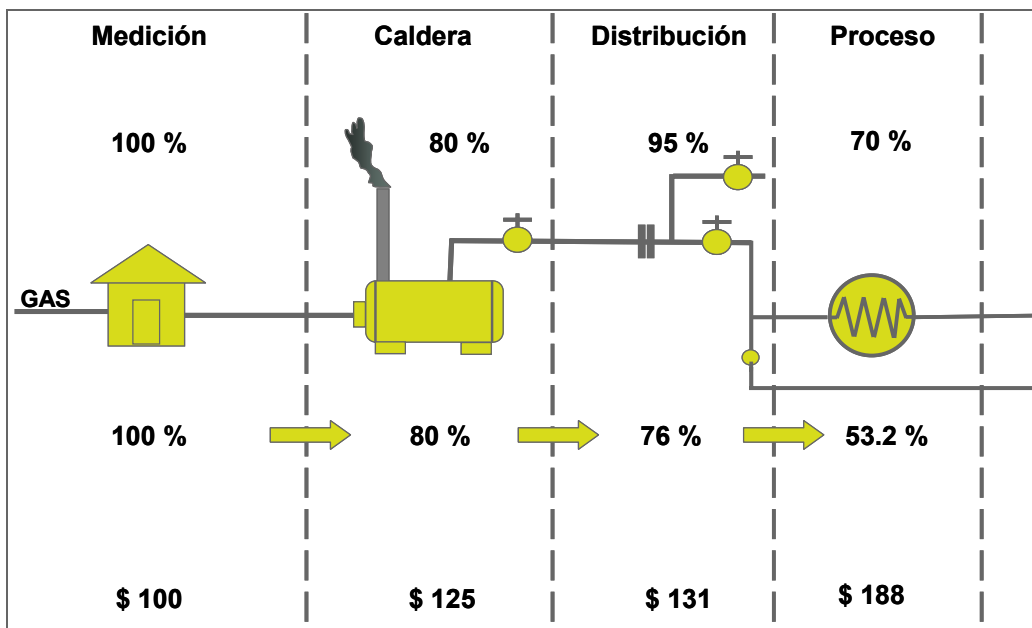 Medición Caldera Distribución Proceso
100 % 80 % 95 % 70 %
GAS
100 % 80 % 76 % 53.2 %
$ 100 $ 125 $ 131 $ 188